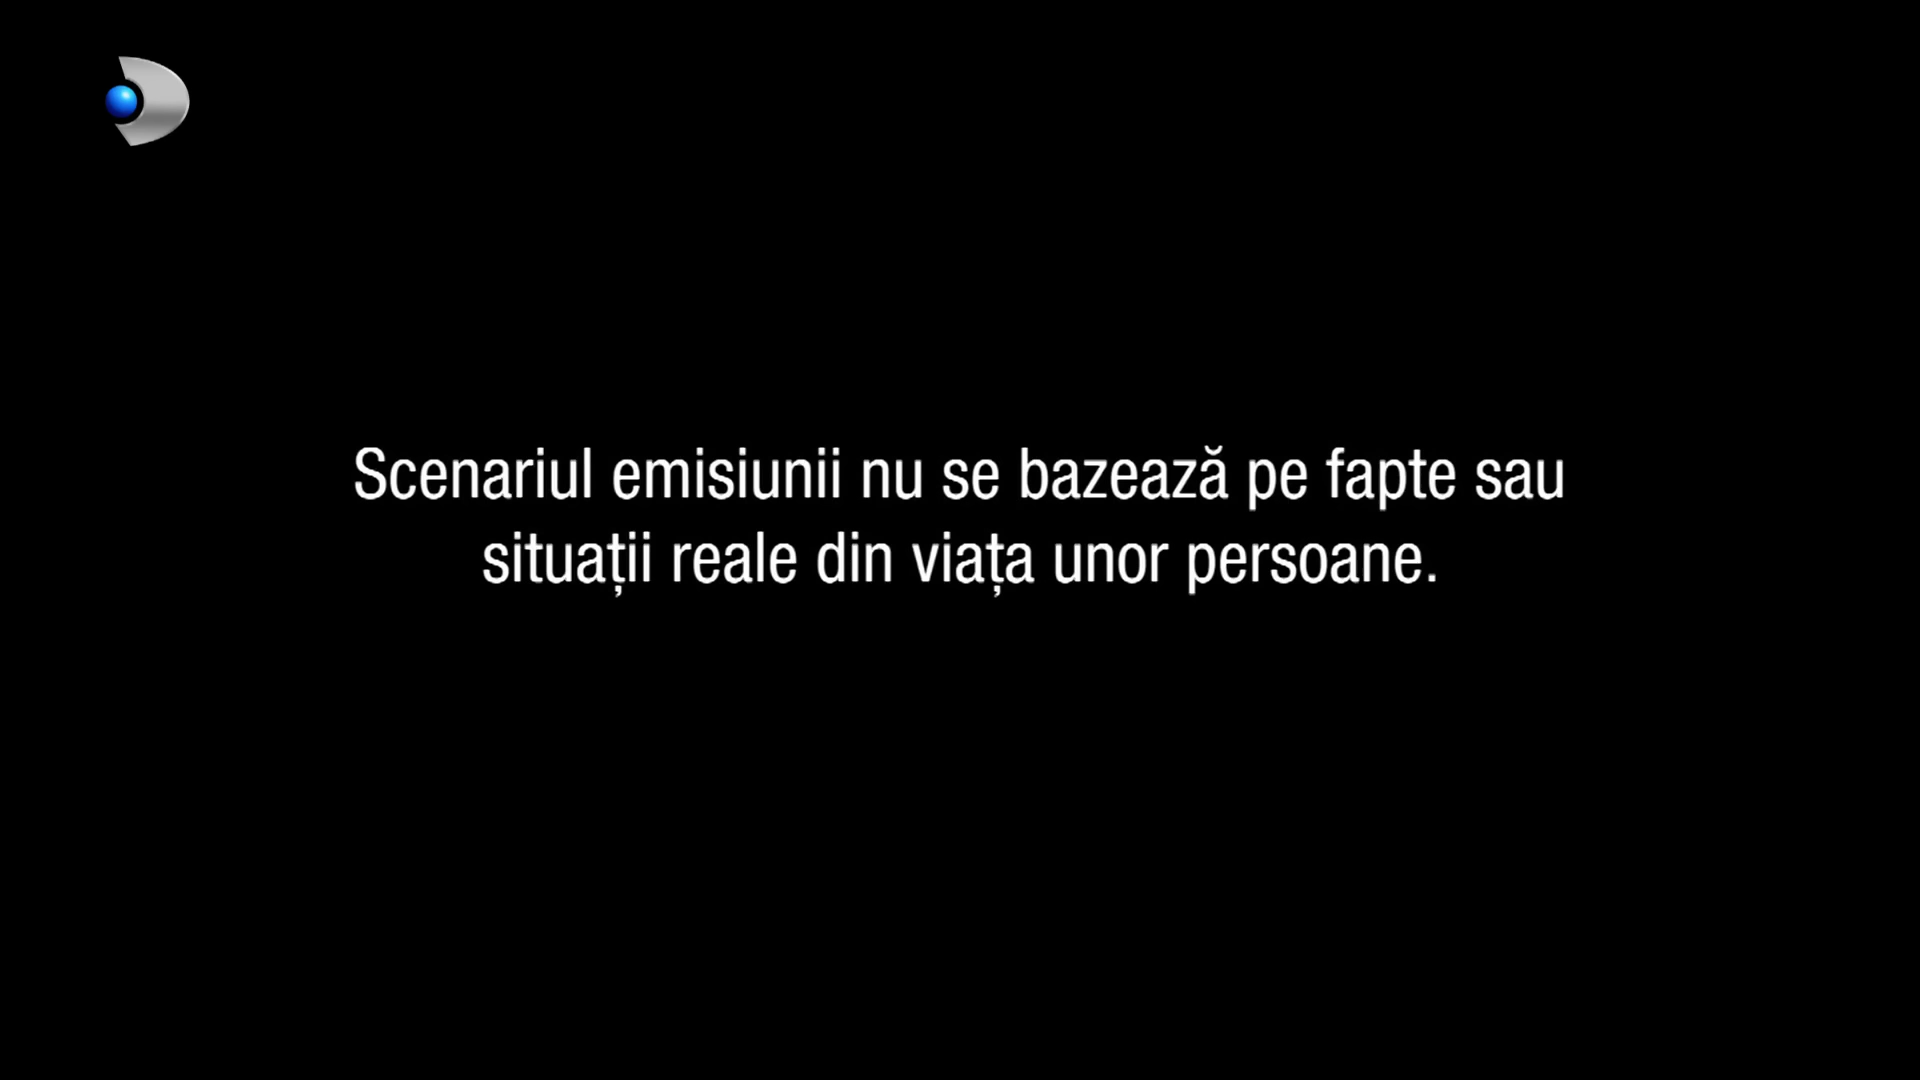 Scenariul emisiunii nu se bazează pe fapte sau
situații reale din viața unor persoane.